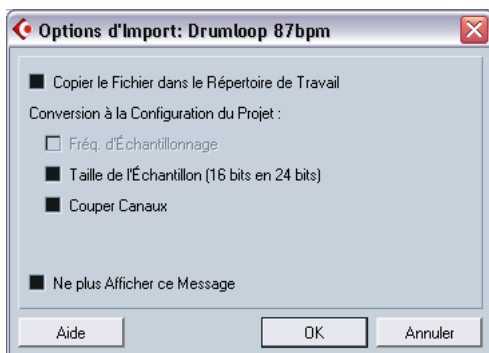 Options d'Import: Drumloop 87bpm
Copier le Fichier dans le Répertoire de Travail
Conversion à la Configuration du Projet :
Fréq. d'Échantillonnage
Taille de l'Échantillon (16 bits en 24 bits)
Couper Canaux
Ne plus Afficher ce Message
Aide OK Annuler